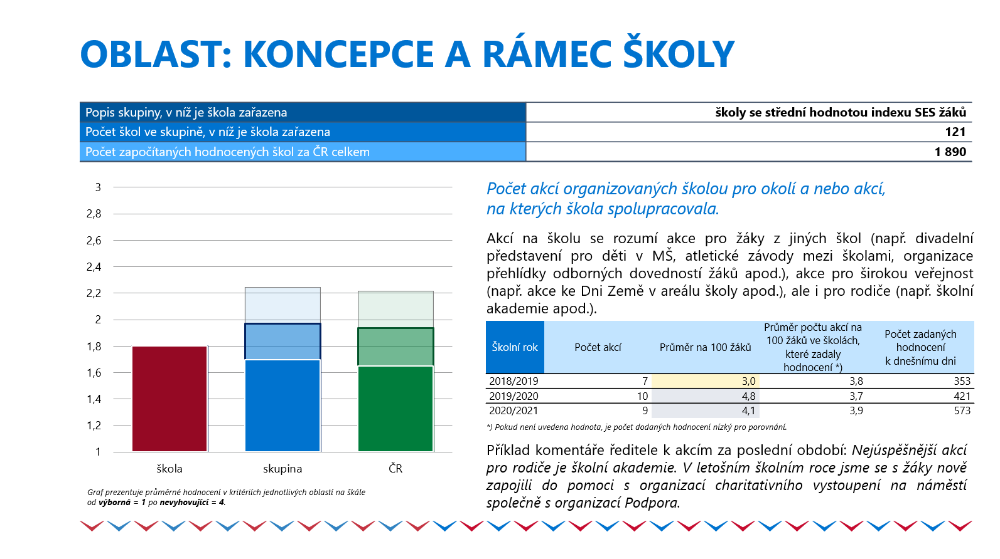 OBLAST: KONCEPCE A RÁMEC ŠKOLY
Popis skupiny, v níž je škola zařazena školy se střední hodnotou indexu SES žáků
Počet škol ve skupině, v níž je škola zařazena 121
Počet započítaných hodnocených škol za ČR celkem 1 890
3
2,8
2,6
2,4
2,2
2
1,8
1,6
1,4
1,2
1
škola skupina ČR
Graf prezentuje průměrné hodnocení v kritériích jednotlivých oblastí na škále
od výborná = 1 po nevyhovující = 4.
Počet akcí organizovaných školou pro okolí a nebo akcí,
na kterých škola spolupracovala.
Akcí na školu se rozumí akce pro žáky z jiných škol (např. divadelní
představení pro děti v MŠ, atletické závody mezi školami, organizace
přehlídky odborných dovedností žáků apod.), akce pro širokou veřejnost
(např. akce ke Dni Země v areálu školy apod.), ale i pro rodiče (např. školní
akademie apod.).
Školní rok
Počet akcí
Průměr na 100 žáků
Průměr počtu akcí na
100 žáků ve školách,
které zadaly
hodnocení *)
Počet zadaných
hodnocení
k dnešnímu dni
2018/2019 7 3,0 3,8 353
2019/2020 10 4,8 3,7 421
2020/2021 9 4,1 3,9 573
*) Pokud není uvedena hodnota, je počet dodaných hodnocení nízký pro porovnání.
Příklad komentáře ředitele k akcím za poslední období: Nejúspěšnější akcí
pro rodiče je školní akademie. V letošním školním roce jsme se s žáky nově
zapojili do pomoci s organizací charitativního vystoupení na náměstí
společně s organizací Podpora.